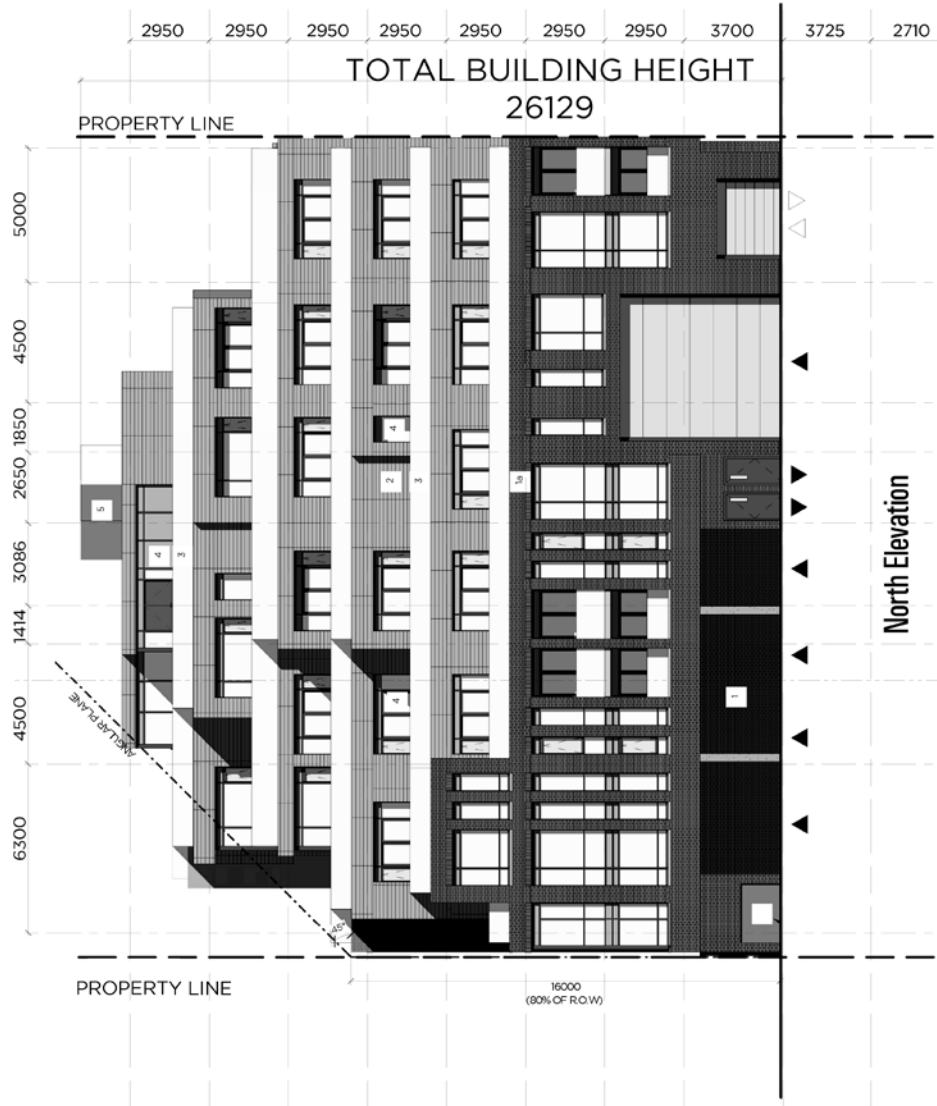 2950 2950 2950 2950 2950 2950 2950 3700 3725 2710
TOTAL BUILDING HEIGHT
26129
PROPERTY LINE
5000
4500
1850
2650
3086
1414
4500
6300
5
4
3
4
2
3
1a
4
1
ANGULAR PLANE
45°
North Elevation
PROPERTY LINE
16000
(80% OF R.O.W)